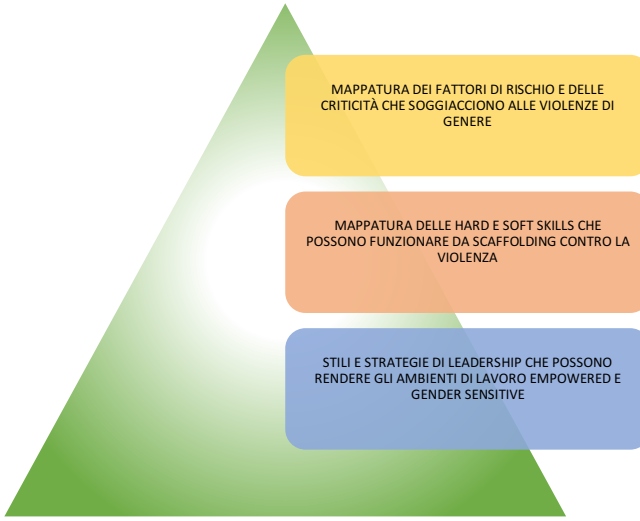 MAPPATURA DEI FATTORI DI RISCHIO E DELLE
CRITICITÀ CHE SOGGIACCIONO ALLE VIOLENZE DI
GENERE
MAPPATURA DELLE HARD E SOFT SKILLS CHE
POSSONO FUNZIONARE DA SCAFFOLDING CONTRO LA
VIOLENZA
STILI E STRATEGIE DI LEADERSHIP CHE POSSONO
RENDERE GLI AMBIENTI DI LAVORO EMPOWERED E
GENDER SENSITIVE